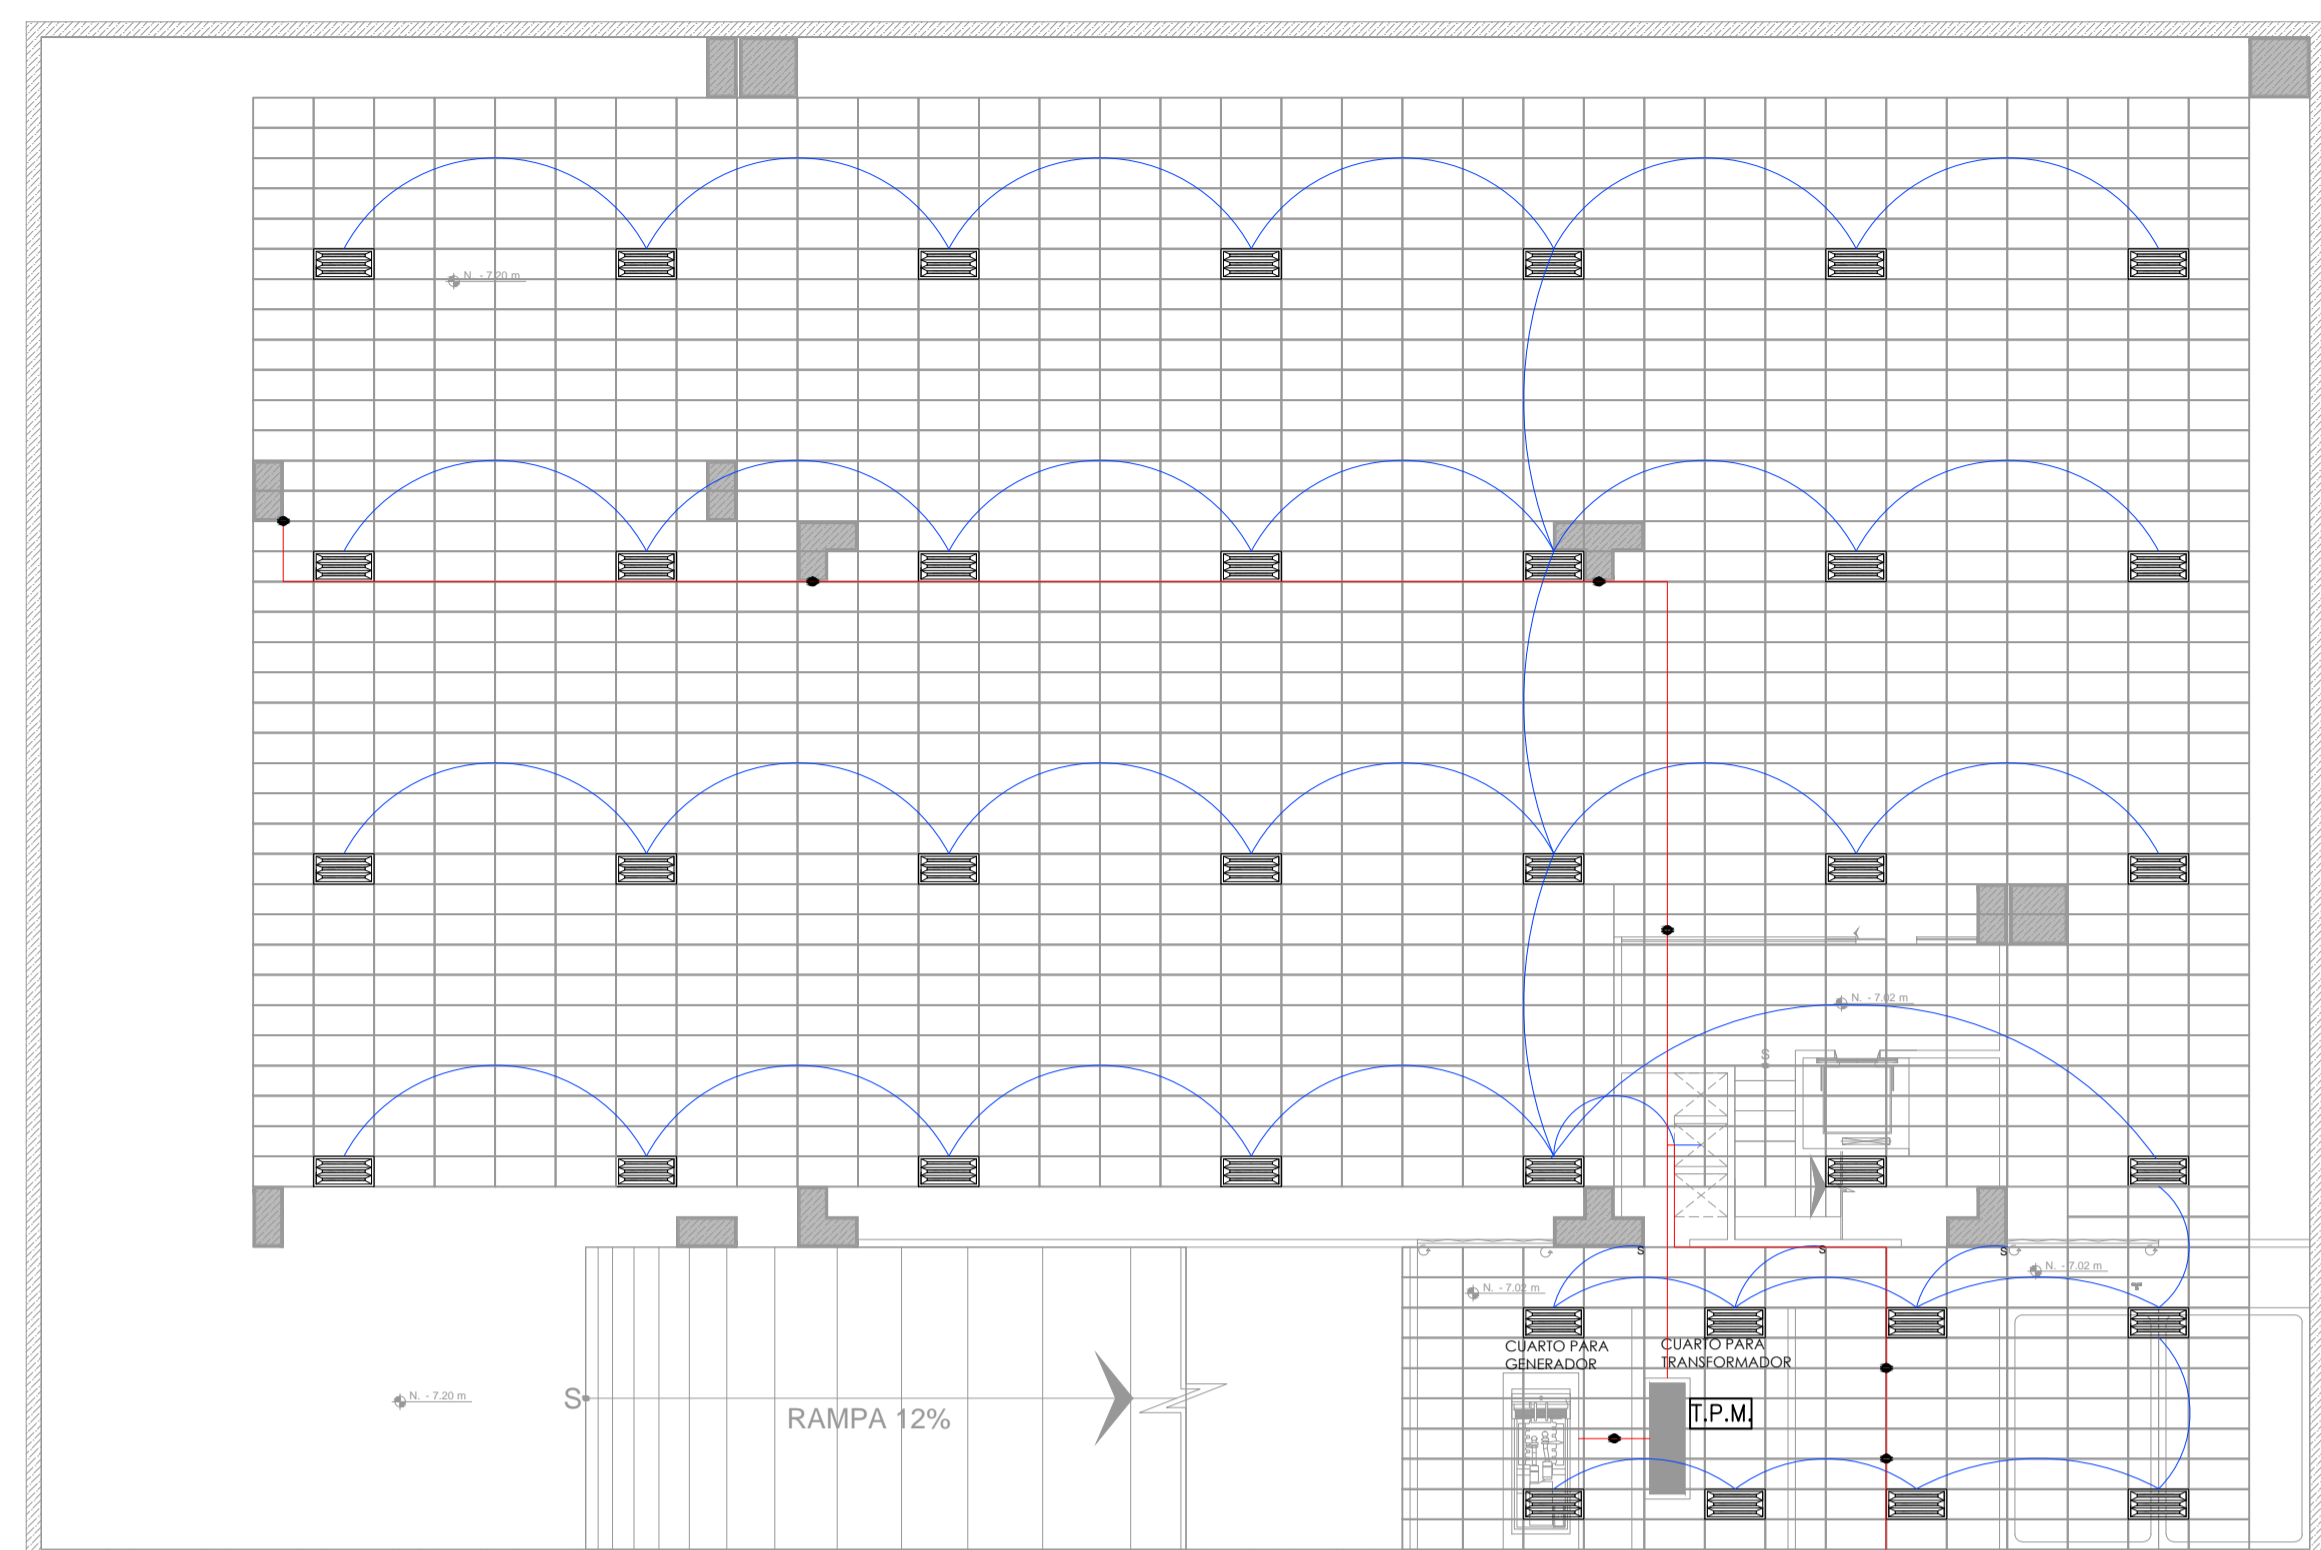 N. - 7.20 m
N. - 7.02 m
S
S
S
S
N. - 7.02 m
N. - 7.02 m
CUARTO PARA
GENERADOR
CUARTO PARA
TRANSFORMADOR
N. - 7.20 m
S
RAMPA 12%
T.P.M.